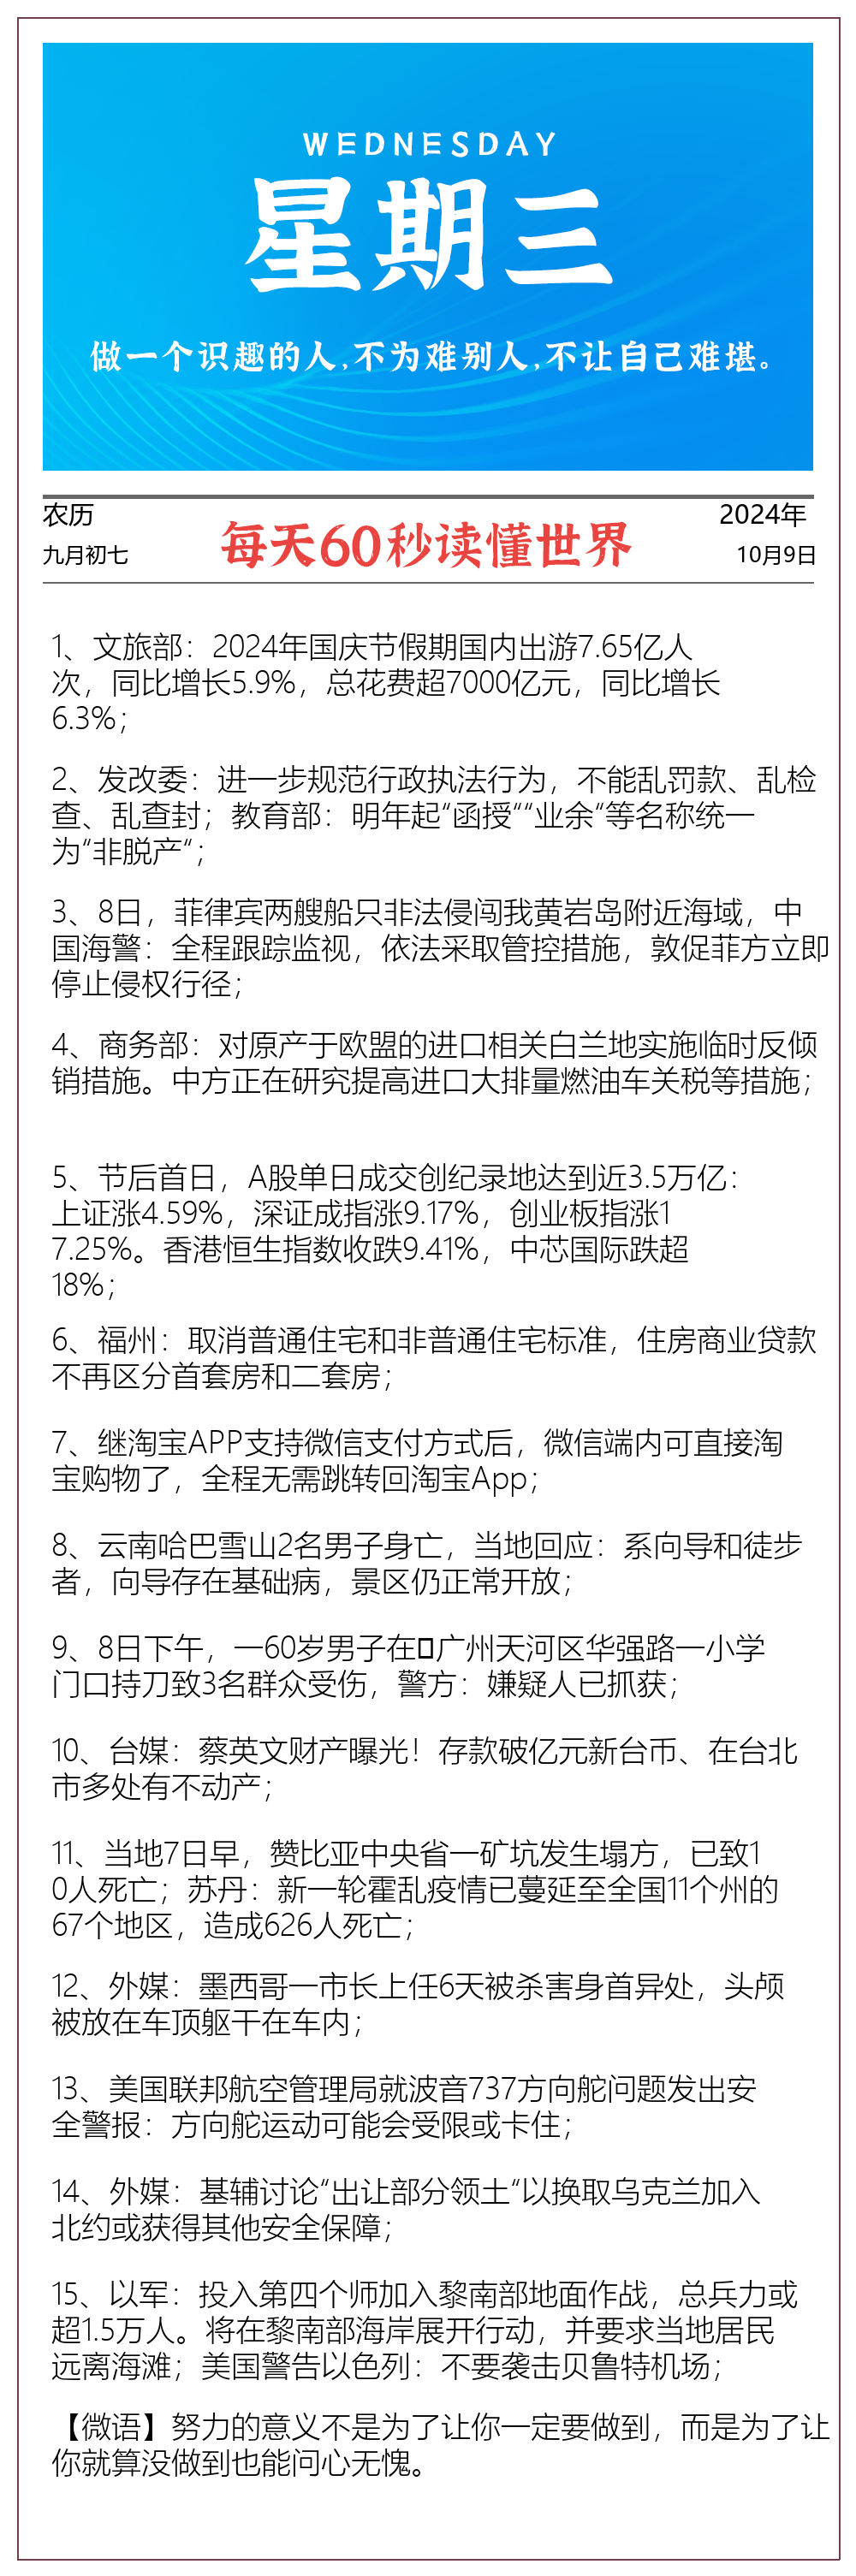 WEDNESDAY
星期三
做一个识趣的人,不为难别人,不让自己难堪。
农历
九月初七
每天60秒读懂世界
2024年
10月9日
1、文旅部：2024年国庆节假期国内出游7.65亿人
次，同比增长5.9%，总花费超7000亿元，同比增长
6.3%；
2、发改委：进一步规范行政执法行为，不能乱罚款、乱检
查、乱查封；教育部：明年起“函授”“业余”等名称统一
为“非脱产”；
3、8日，菲律宾两艘船只非法侵闯我黄岩岛附近海域，中
国海警：全程跟踪监视，依法采取管控措施，敦促菲方立即
停止侵权行径；
4、商务部：对原产于欧盟的进口相关白兰地实施临时反倾
销措施。中方正在研究提高进口大排量燃油车关税等措施；
5、节后首日，A股单日成交创纪录地达到近3.5万亿：
上证涨4.59%，深证成指涨9.17%，创业板指涨1
7.25%。香港恒生指数收跌9.41%，中芯国际跌超
18%；
6、福州：取消普通住宅和非普通住宅标准，住房商业贷款
不再区分首套房和二套房；
7、继淘宝APP支持微信支付方式后，微信端内可直接淘
宝购物了，全程无需跳转回淘宝App；
8、云南哈巴雪山2名男子身亡，当地回应：系向导和徒步
者，向导存在基础病，景区仍正常开放；
9、8日下午，一60岁男子在广州天河区华强路一小学
门口持刀致3名群众受伤，警方：嫌疑人已抓获；
10、台媒：蔡英文财产曝光！存款破亿元新台币、在台北
市多处有不动产；
11、当地7日早，赞比亚中央省一矿坑发生塌方，已致1
0人死亡；苏丹：新一轮霍乱疫情已蔓延至全国11个州的
67个地区，造成626人死亡；
12、外媒：墨西哥一市长上任6天被杀害身首异处，头颅
被放在车顶躯干在车内；
13、美国联邦航空管理局就波音737方向舵问题发出安
全警报：方向舵运动可能会受限或卡住；
14、外媒：基辅讨论“出让部分领土”以换取乌克兰加入
北约或获得其他安全保障；
15、以军：投入第四个师加入黎南部地面作战，总兵力或
超1.5万人。将在黎南部海岸展开行动，并要求当地居民
远离海滩；美国警告以色列：不要袭击贝鲁特机场；
【微语】努力的意义不是为了让你一定要做到，而是为了让
你就算没做到也能问心无愧。